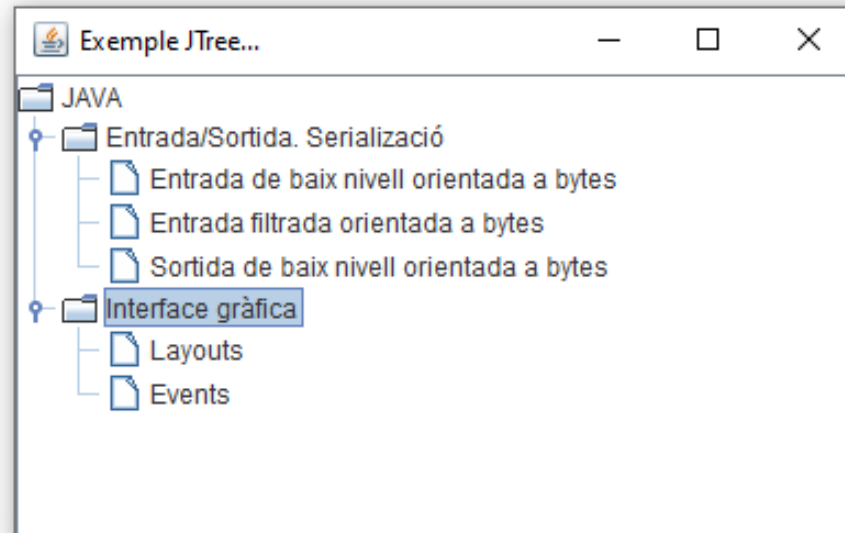 Exemple JTree...
JAVA
Entrada/Sortida. Serialització
Entrada de baix nivell orientada a bytes
Entrada filtrada orientada a bytes
Sortida de baix nivell orientada a bytes
Interface gràfica
Layouts
Events